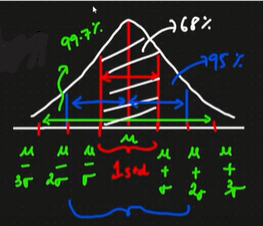 99.7%
68%
95%
μ
μ - 3σ
μ - 2σ
μ - σ
1 std
μ + σ
μ + 2σ
μ + 3σ